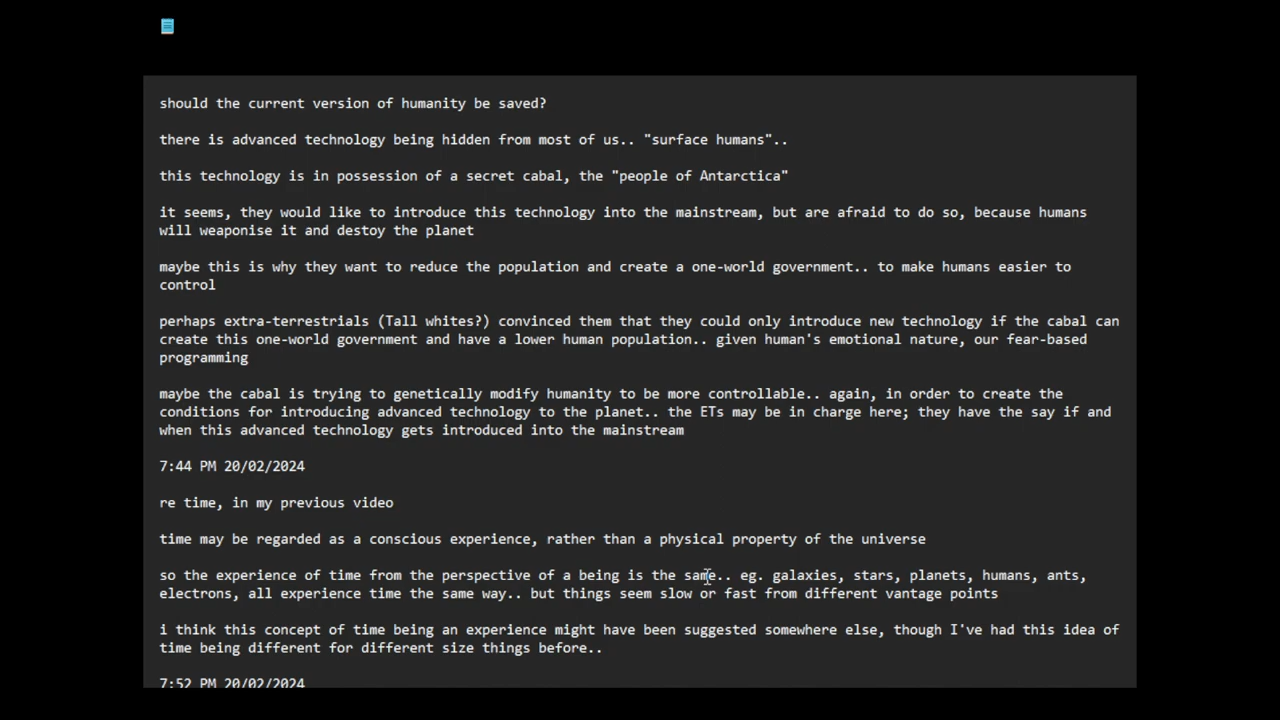 should the current version of humanity be saved?
there is advanced technology being hidden from most of us.. "surface humans"..
this technology is in possession of a secret cabal, the "people of Antarctica"
it seems, they would like to introduce this technology into the mainstream, but are afraid to do so, because humans
will weaponise it and destoy the planet
maybe this is why they want to reduce the population and create a one-world government.. to make humans easier to
control
perhaps extra-terrestrials (Tall whites?) convinced them that they could only introduce new technology if the cabal can
create this one-world government and have a lower human population.. given human's emotional nature, our fear-based
programming
maybe the cabal is trying to genetically modify humanity to be more controllable.. again, in order to create the
conditions for introducing advanced technology to the planet.. the ETs may be in charge here; they have the say if and
when this advanced technology gets introduced into the mainstream
7:44 PM 20/02/2024
re time, in my previous video
time may be regarded as a conscious experience, rather than a physical property of the universe
so the experience of time from the perspective of a being is the same.. eg. galaxies, stars, planets, humans, ants,
electrons, all experience time the same way.. but things seem slow or fast from different vantage points
i think this concept of time being an experience might have been suggested somewhere else, though I've had this idea of
time being different for different size things before..
7:52 PM 20/02/2024